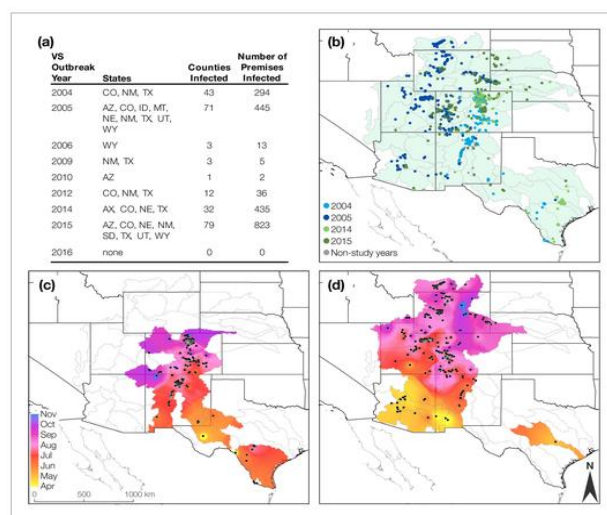 (a)
VS Outbreak Year States Counties Infected Number of Premises Infected
2004 CO, NM, TX 43 294
2005 AZ, CO, ID, MT, NE, NM, TX, UT, WY 71 445
2006 WY 3 13
2009 NM, TX 3 5
2010 AZ 1 2
2012 CO, NM, TX 12 36
2014 AX, CO, NE, TX 32 435
2015 AZ, CO, NE, NM, SD, TX, UT, WY 79 823
2016 none 0 0
(b)
2004
2005
2014
2015
Non-study years
(c)
Nov
Oct
Sep
Aug
Jul
Jun
May
Apr
0 500 1000 km
(d)
N